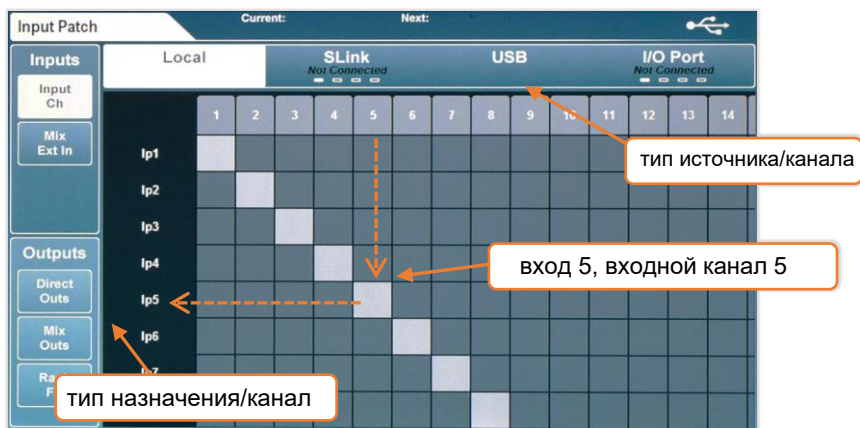 Input Patch
Current:
Next:
Inputs
Input
Ch
Mix
Ext In
Outputs
Direct
Outs
Mix
Outs
Local
SLink
Not Connected
USB
I/O Port
Not Connected
1 2 3 4 5 6 7 8 9 10 11 12 13 14
Ip1
Ip2
Ip3
Ip4
Ip5
Ip6
Ip7
тип источника/канала
вход 5, входной канал 5
тип назначения/канал